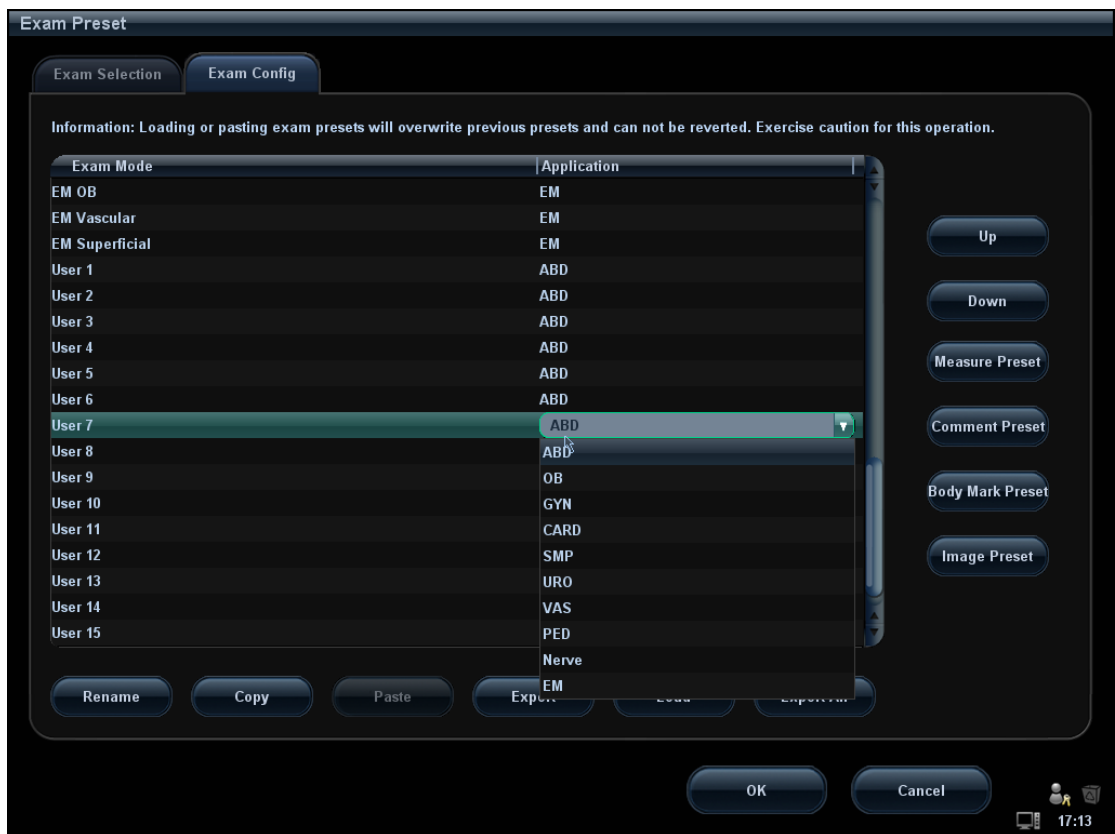 Exam Preset
Exam Selection Exam Config
Information: Loading or pasting exam presets will overwrite previous presets and can not be reverted. Exercise caution for this operation.
Exam Mode Application
EM OB EM
EM Vascular EM
EM Superficial EM
User 1 ABD
User 2 ABD
User 3 ABD
User 4 ABD
User 5 ABD
User 6 ABD
User 7 ABD
User 8 ABD
User 9 OB
User 10 GYN
User 11 CARD
User 12 SMP
User 13 URO
User 14 VAS
User 15 PED
Nerve
EM
Up
Down
Measure Preset
Comment Preset
Body Mark Preset
Image Preset
Rename Copy Paste Export Load Export All
OK Cancel
17:13